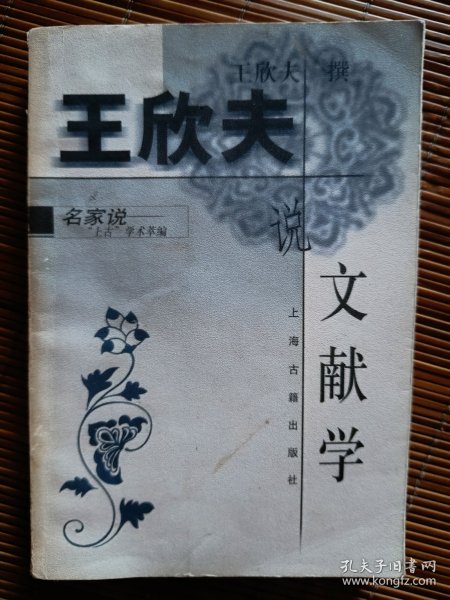 王欣夫 撰
王欣夫
说
文献学
名家说
“上古”学术萃编
上海古籍出版社
孔夫子旧书网
www.kongfz.com